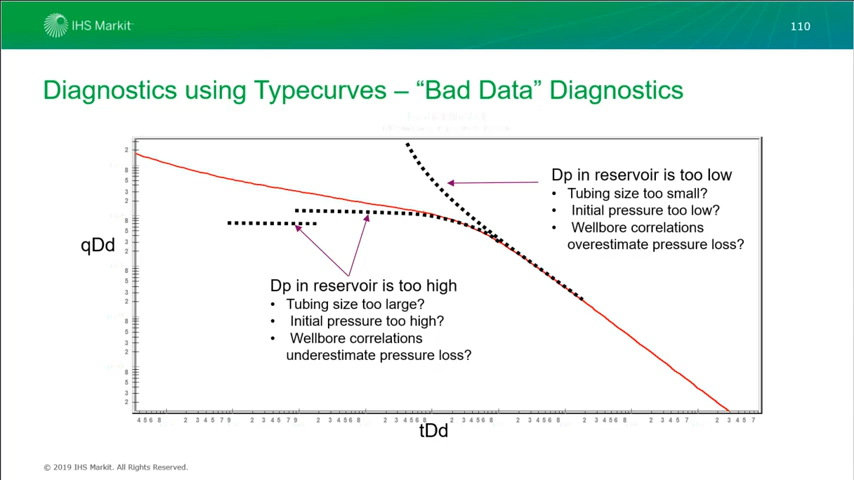 IHS Markit
110
Diagnostics using Typecurves – “Bad Data” Diagnostics
Dp in reservoir is too low
• Tubing size too small?
• Initial pressure too low?
• Wellbore correlations
overestimate pressure loss?
qDd
Dp in reservoir is too high
• Tubing size too large?
• Initial pressure too high?
• Wellbore correlations
underestimate pressure loss?
tDd
© 2019 IHS Markit. All Rights Reserved.